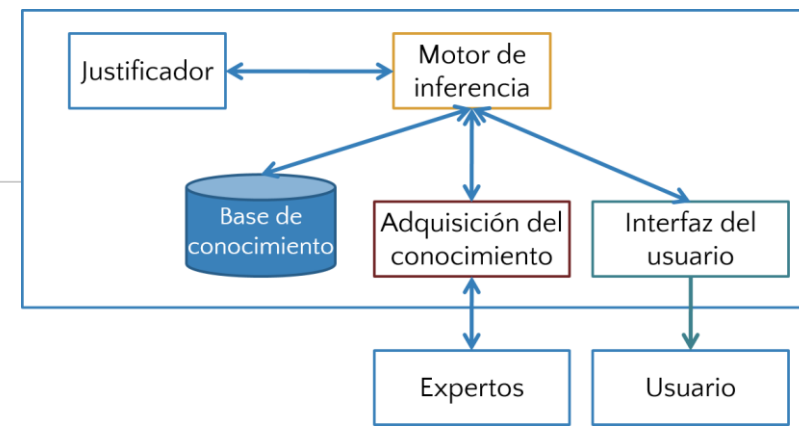 Justificador
Motor de
inferencia
Base de
conocimiento
Adquisición del
conocimiento
Interfaz del
usuario
Expertos
Usuario